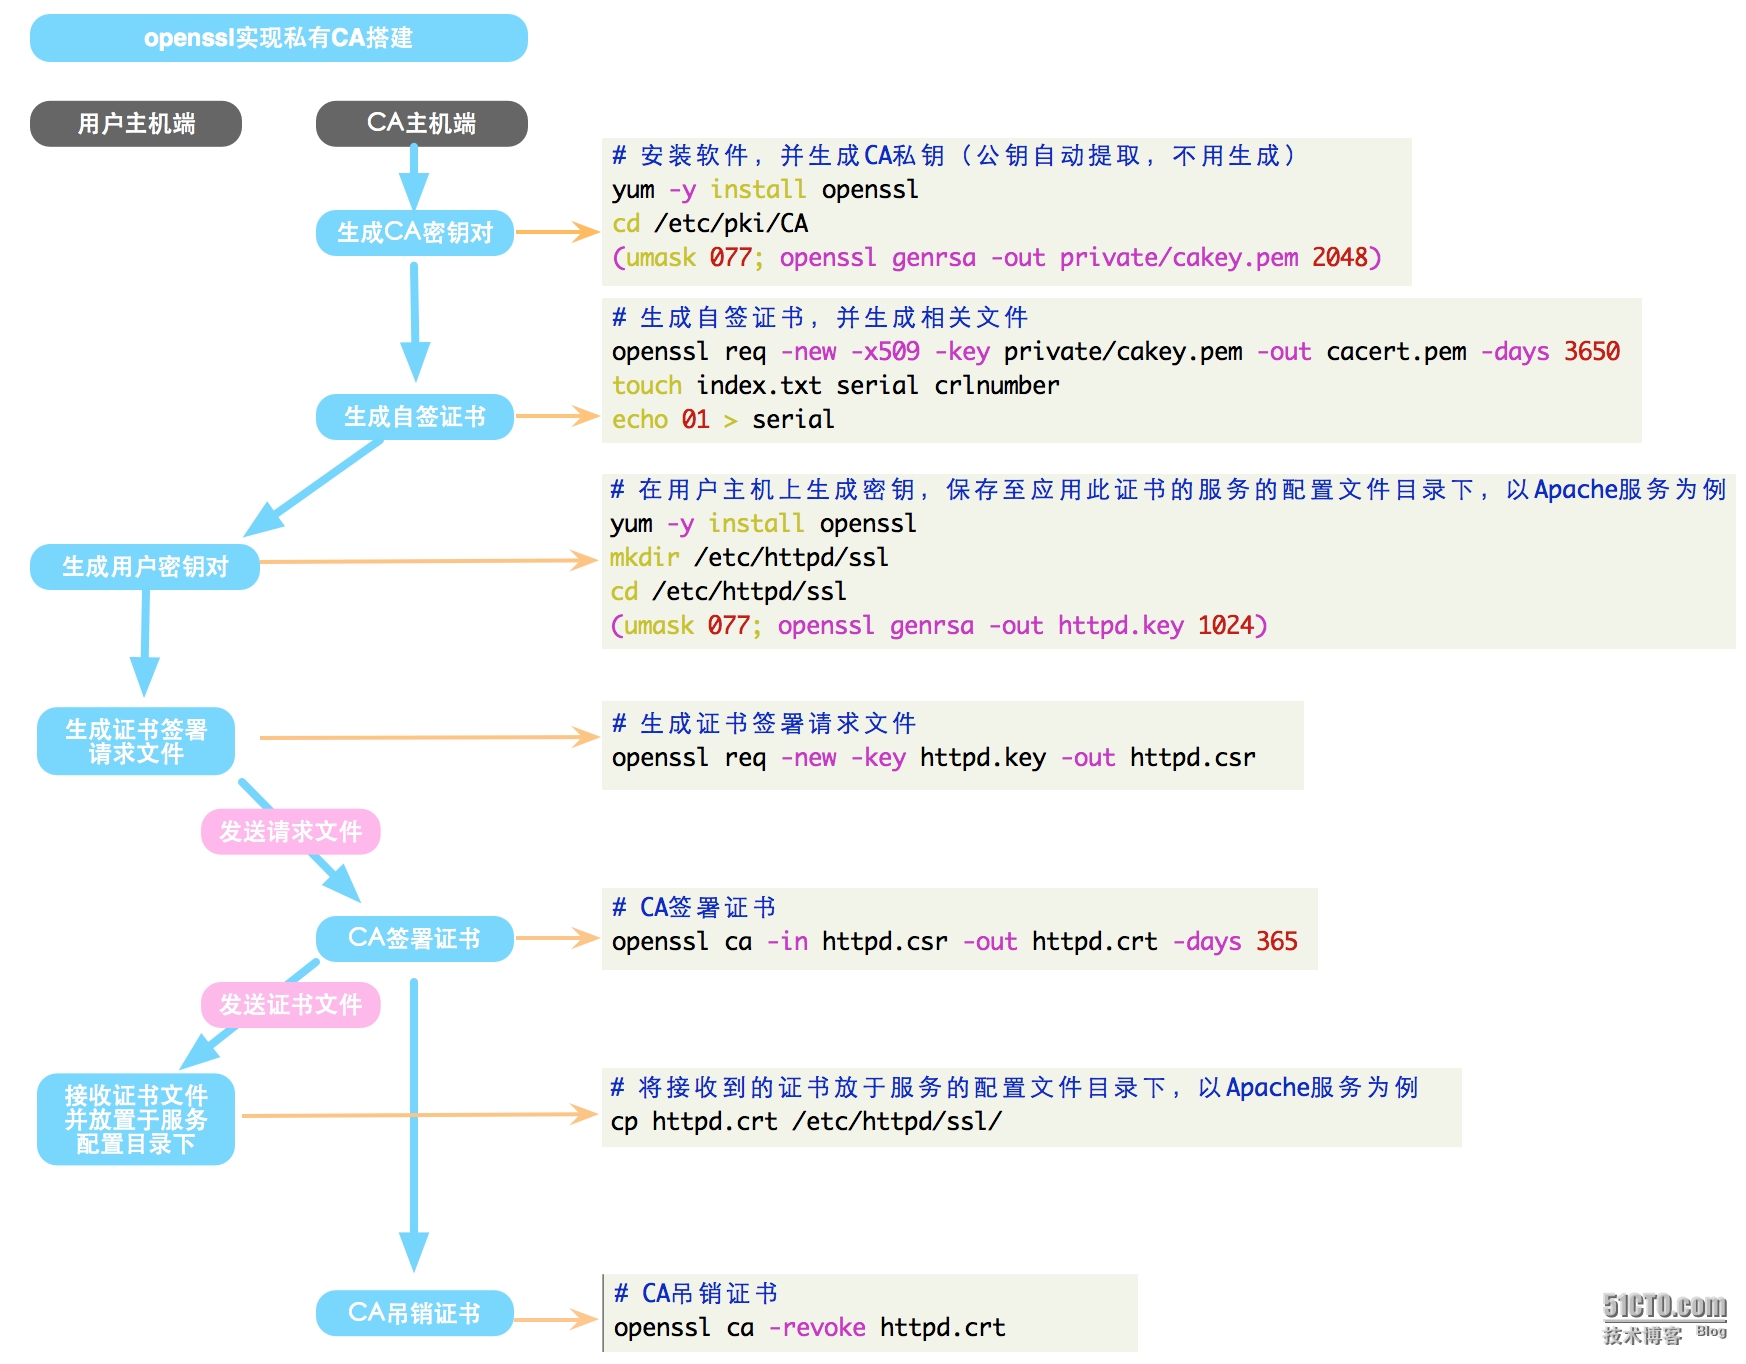 openssl实现私有CA搭建
用户主机端
CA主机端
生成CA密钥对
# 安装软件，并生成CA私钥（公钥自动提取，不用生成）
yum -y install openssl
cd /etc/pki/CA
(umask 077; openssl genrsa -out private/cakey.pem 2048)
生成自签证书
# 生成自签证书，并生成相关文件
openssl req -new -x509 -key private/cakey.pem -out cacert.pem -days 3650
touch index.txt serial crlnumber
echo 01 > serial
生成用户密钥对
# 在用户主机上生成密钥，保存至应用此证书的服务的配置文件目录下，以Apache服务为例
yum -y install openssl
mkdir /etc/httpd/ssl
cd /etc/httpd/ssl
(umask 077; openssl genrsa -out httpd.key 1024)
生成证书签署
请求文件
# 生成证书签署请求文件
openssl req -new -key httpd.key -out httpd.csr
发送请求文件
CA签署证书
# CA签署证书
openssl ca -in httpd.csr -out httpd.crt -days 365
发送证书文件
接收证书文件
并放置于服务
配置目录下
# 将接收到的证书放于服务的配置文件目录下，以Apache服务为例
cp httpd.crt /etc/httpd/ssl/
CA吊销证书
# CA吊销证书
openssl ca -revoke httpd.crt
51CTO.com
技术博客 Blog